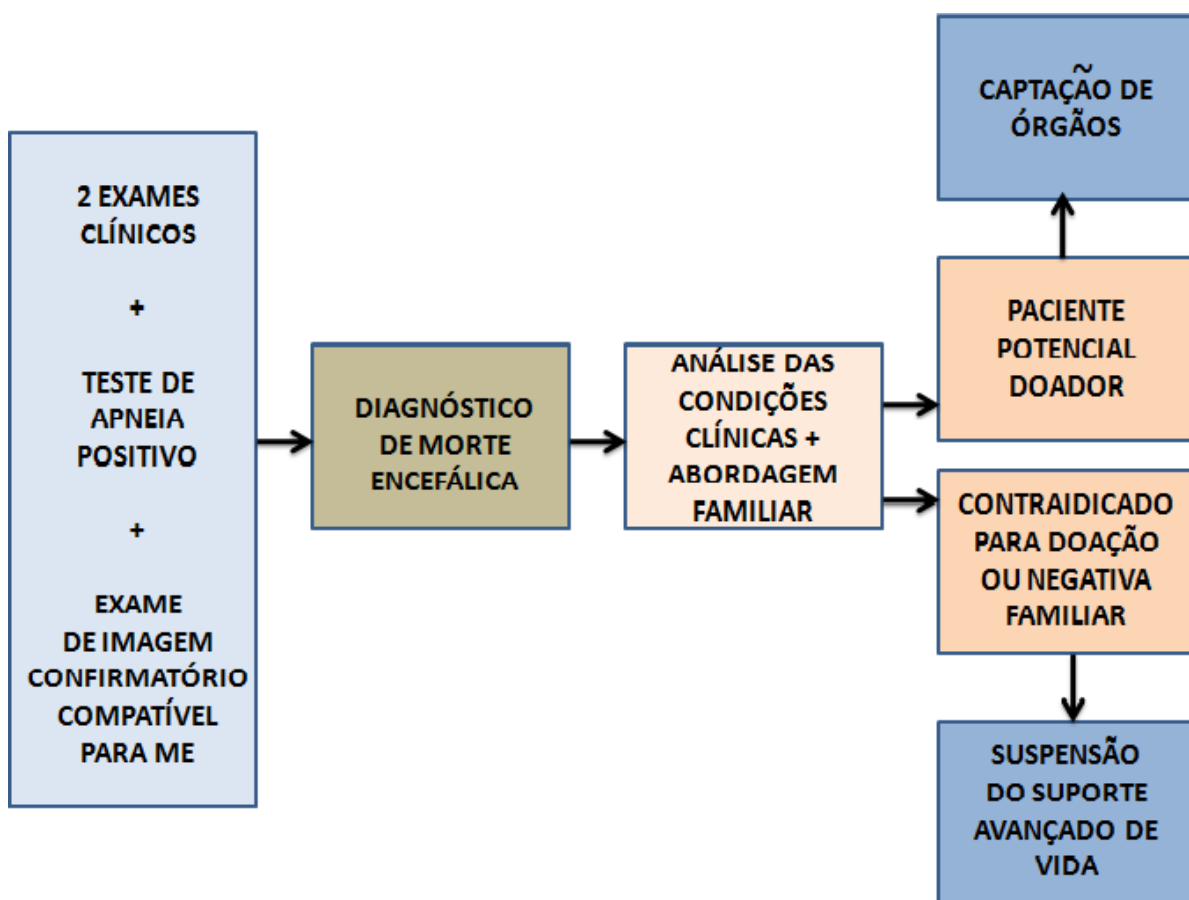 2 EXAMES
CLÍNICOS
+
TESTE DE
APNEIA
POSITIVO
+
EXAME
DE IMAGEM
CONFIRMATÓRIO
COMPATÍVEL
PARA ME
DIAGNÓSTICO
DE MORTE
ENCEFÁLICA
ANÁLISE DAS
CONDIÇÕES
CLÍNICAS +
ABORDAGEM
FAMILIAR
PACIENTE
POTENCIAL
DOADOR
CAPTAÇÃO DE
ÓRGÃOS
CONTRAIDICADO
PARA DOAÇÃO
OU NEGATIVA
FAMILIAR
SUSPENSÃO
DO SUPORTE
AVANÇADO DE
VIDA